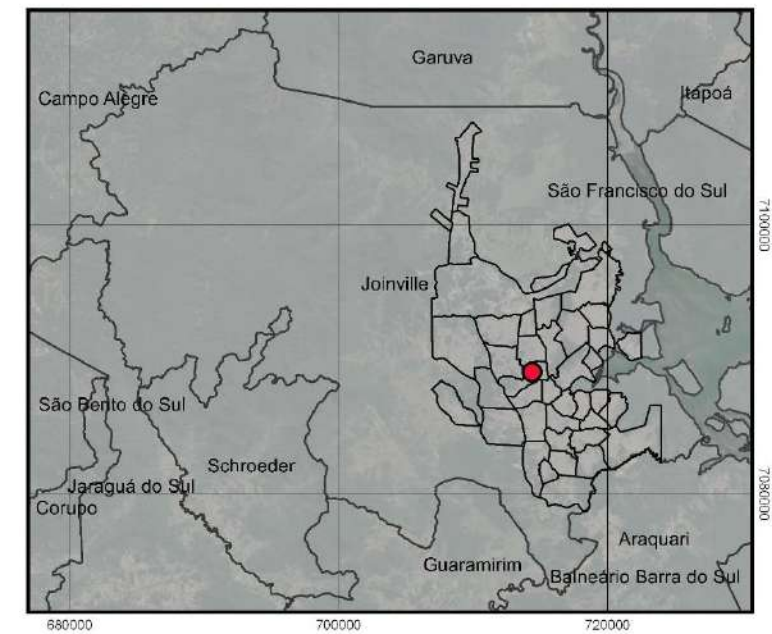 Garuva
Campo Alegre
Itapoá
São Francisco do Sul
7100000
Joinville
São Bento do Sul
Schroeder
Jaraguá do Sul
Corupo
7080000
Araquari
Guaramirim
Balneário Barra do Sul
680000
700000
720000